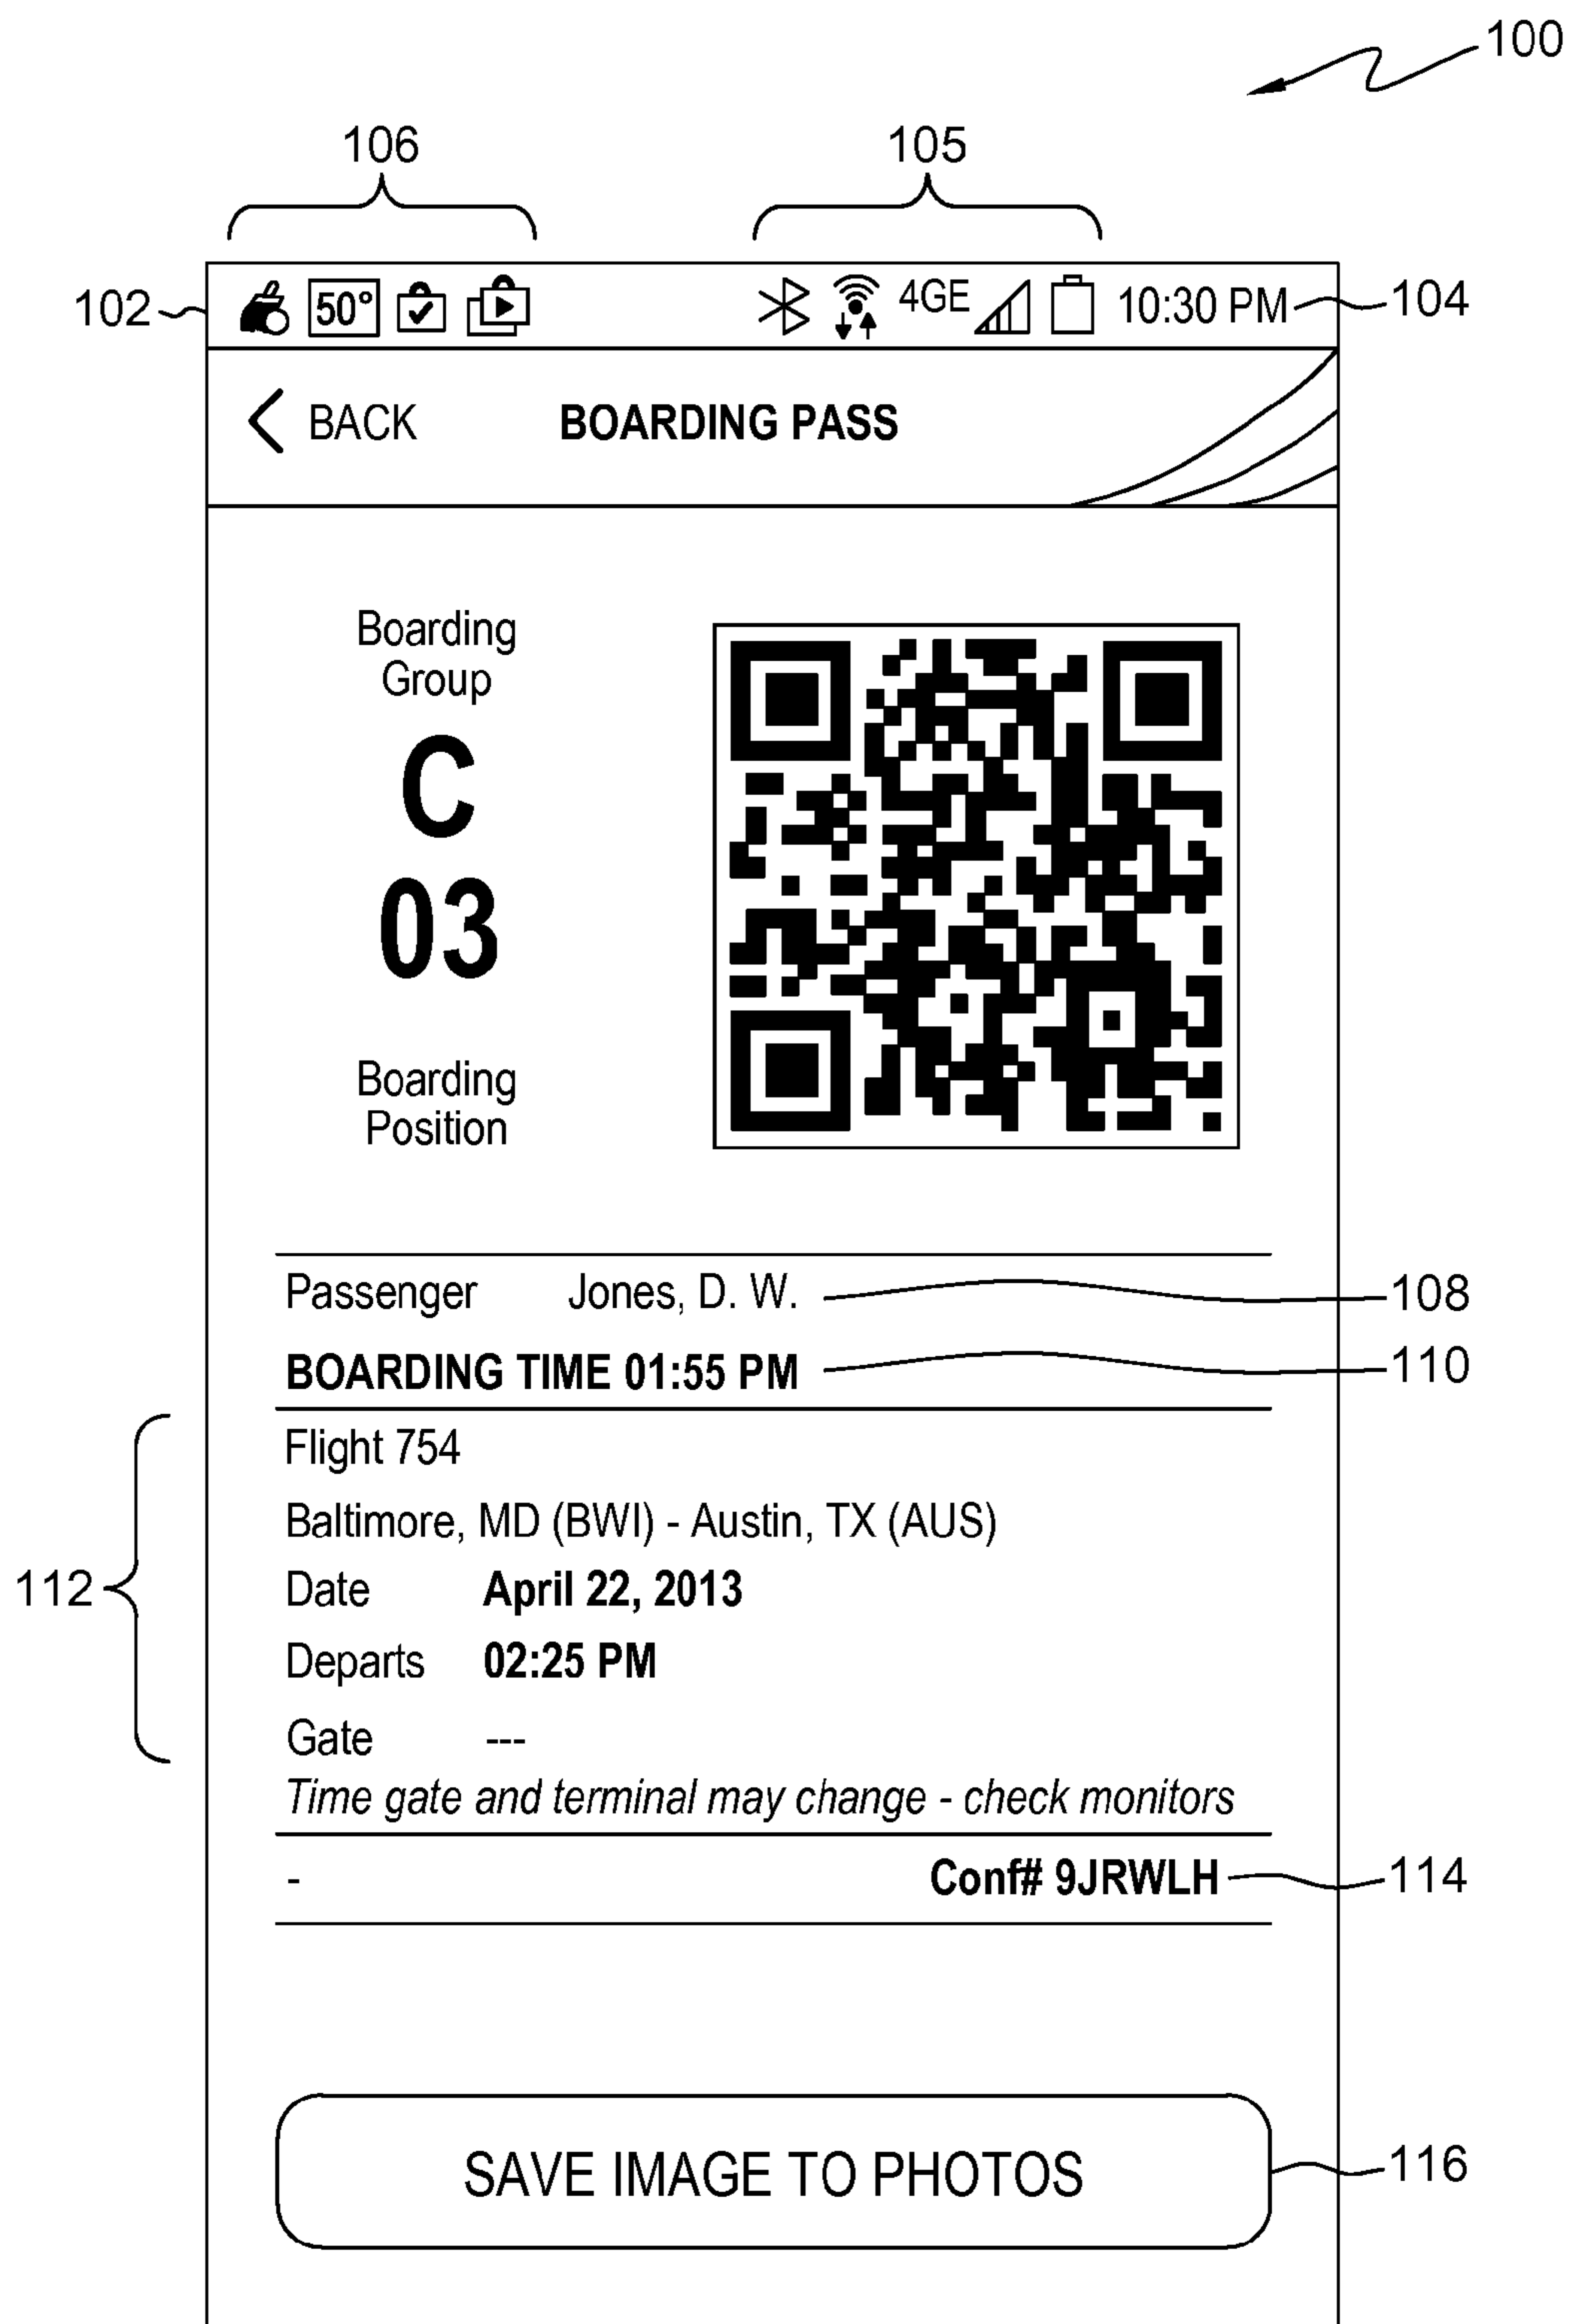 100
106 105
102 50° 4GE 10:30 PM 104
BACK BOARDING PASS
Boarding
Group
C
03
Boarding
Position
Passenger Jones, D. W. 108
BOARDING TIME 01:55 PM 110
Flight 754
Baltimore, MD (BWI) - Austin, TX (AUS)
112 Date April 22, 2013
Departs 02:25 PM
Gate ---
Time gate and terminal may change - check monitors
- Conf# 9JRWLH 114
SAVE IMAGE TO PHOTOS 116